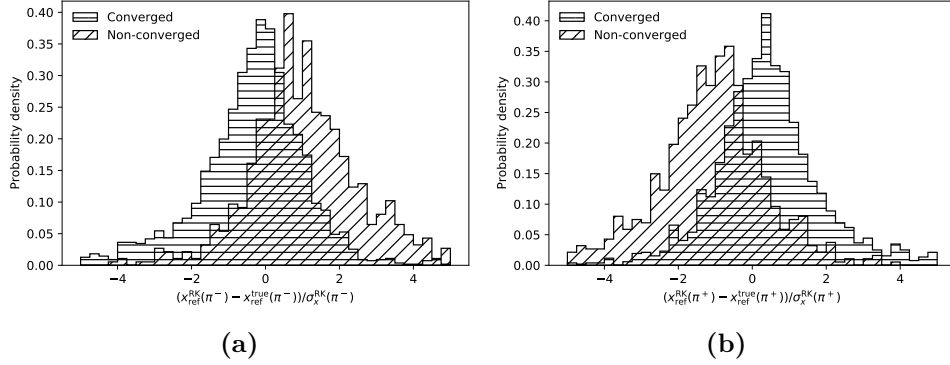 Converged
Non-converged
Probability density
0.40
0.35
0.30
0.25
0.20
0.15
0.10
0.05
0.00
−4 −2 0 2 4
(x_ref^RK(π⁻) − x_ref^true(π⁻))/σ_x^RK(π⁻)
(a)
Converged
Non-converged
Probability density
0.40
0.35
0.30
0.25
0.20
0.15
0.10
0.05
0.00
−4 −2 0 2 4
(x_ref^RK(π⁺) − x_ref^true(π⁺))/σ_x^RK(π⁺)
(b)